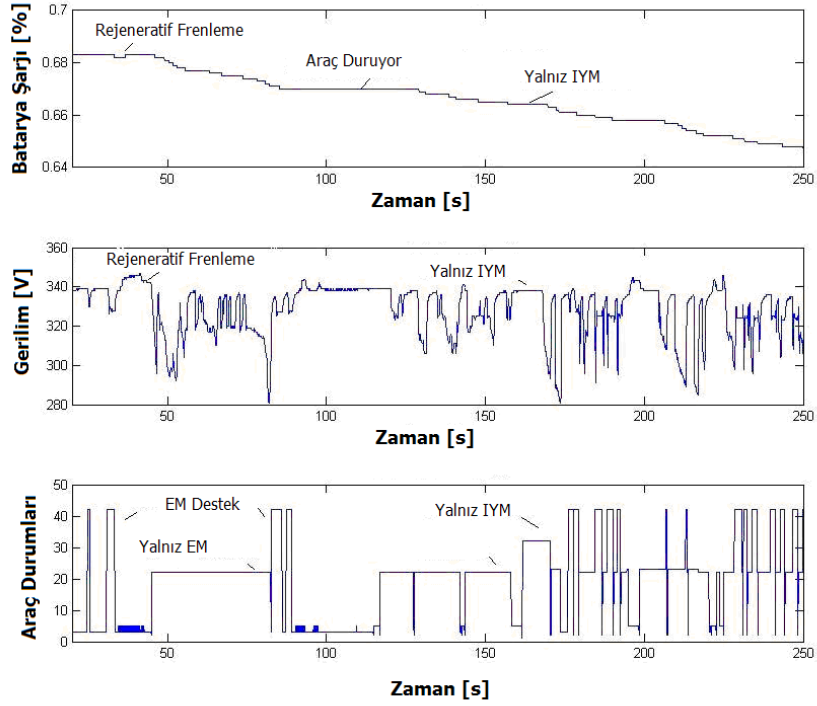 0.7
Rejeneratif Frenleme
0.68
Araç Duruyor
Yalnız IYM
0.66
0.64
50 100 150 200 250
Batarya Şarjı [%]
Zaman [s]
360
Rejeneratif Frenleme
Yalnız IYM
340
320
300
280
50 100 150 200 250
Gerilim [V]
Zaman [s]
50
EM Destek
Yalnız IYM
40
Yalnız EM
30
20
10
0
50 100 150 200 250
Araç Durumları
Zaman [s]